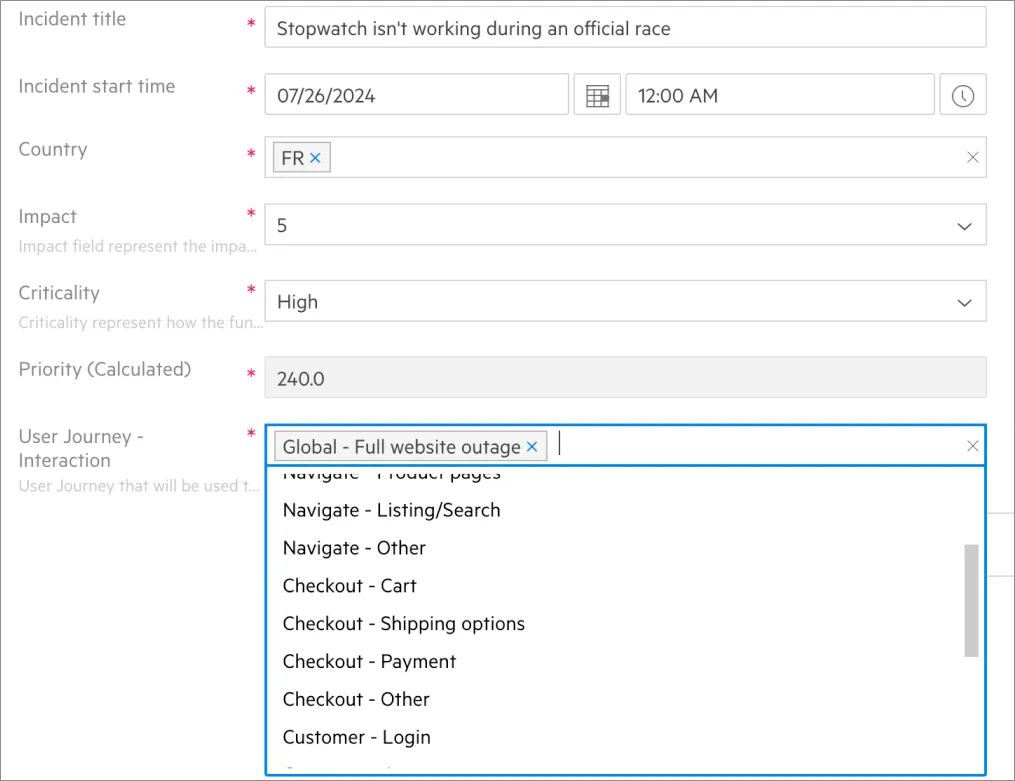 Incident title * Stopwatch isn't working during an official race
Incident start time * 07/26/2024 12:00 AM
Country * FR ×
Impact * 5
Impact field represent the impa...
Criticality * High
Criticality represent how the fun...
Priority (Calculated) * 240.0
User Journey - Interaction * Global - Full website outage ×
User Journey that will be used t...
Navigate - Product pages
Navigate - Listing/Search
Navigate - Other
Checkout - Cart
Checkout - Shipping options
Checkout - Payment
Checkout - Other
Customer - Login